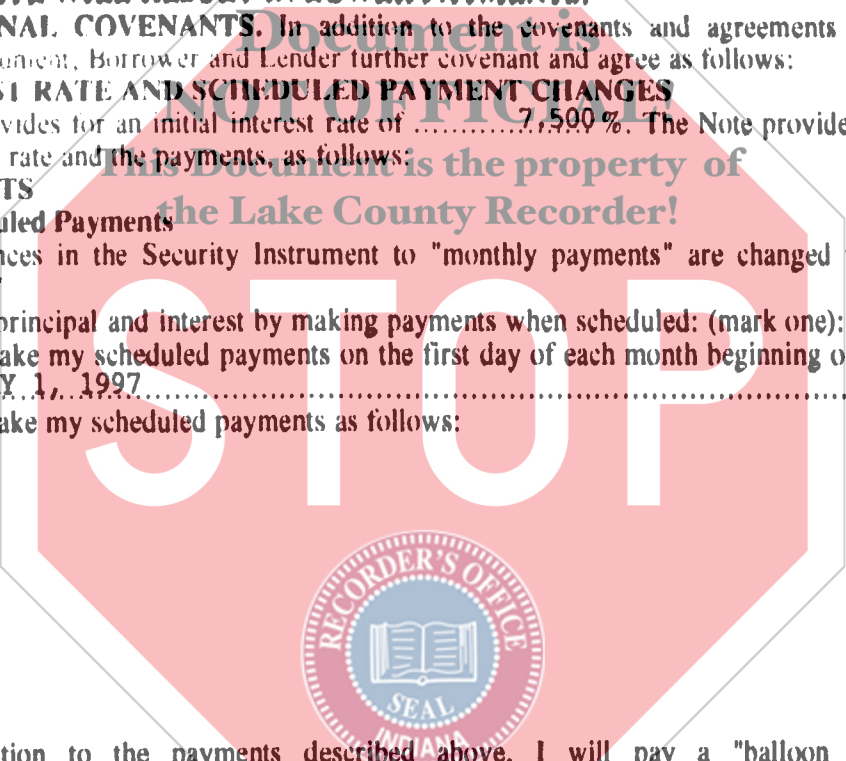 NAL COVENANTS. In addition to the covenants and agreements
Document is
ument, Borrower and Lender further covenant and agree as follows:
ST RATE AND SCHEDULED PAYMENT CHANGES
NOT OFFICIAL!
vides for an initial interest rate of ...........7.500%. The Note provide
rate and the payments, as follows:
This Document is the property of
TS
the Lake County Recorder!
uled Payments
nces in the Security Instrument to "monthly payments" are changed
principal and interest by making payments when scheduled: (mark one):
ake my scheduled payments on the first day of each month beginning o
Y 1, 1997
ake my scheduled payments as follows:
STOP
RECORDER'S OFFICE
SEAL
INDIANA
tion to the payments described above, I will pay a "balloon